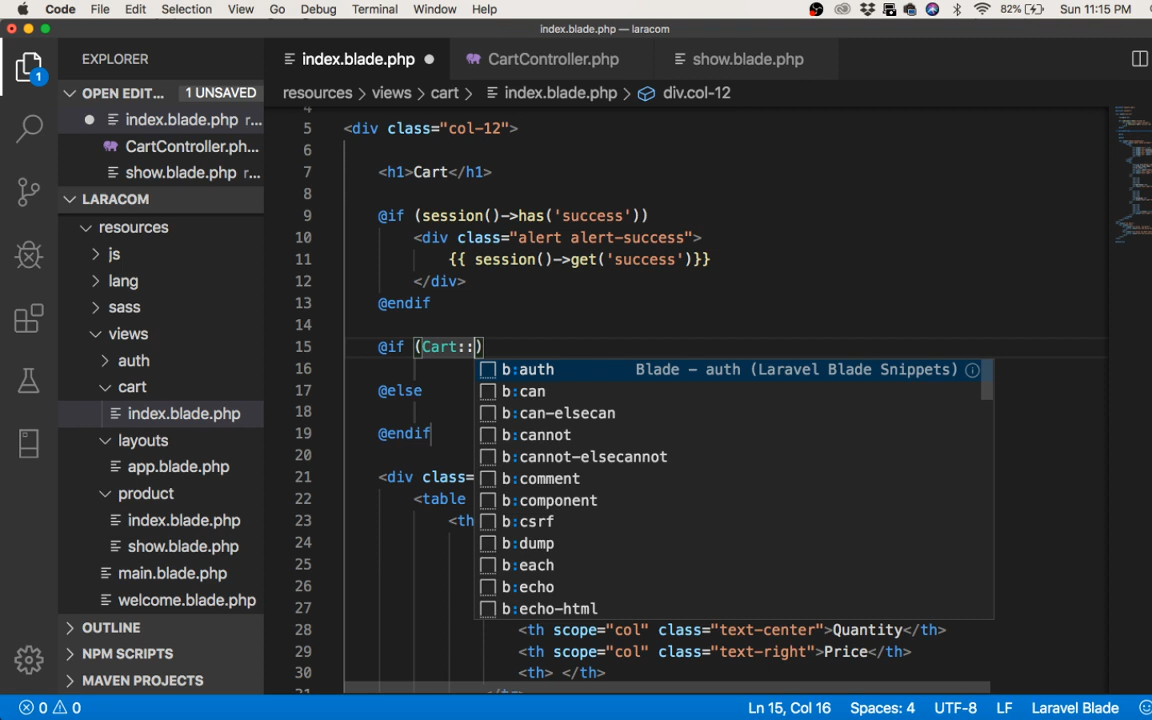 Code File Edit Selection View Go Debug Terminal Window Help 82% Sun 11:15 PM
index.blade.php — laracom
EXPLORER
index.blade.php CartController.php show.blade.php
OPEN EDIT... 1 UNSAVED
resources > views > cart > index.blade.php > div.col-12
index.blade.php r...
CartController.ph...
show.blade.php r...
1
LARACOM
resources
js
lang
sass
views
auth
cart
index.blade.php
layouts
app.blade.php
product
index.blade.php
show.blade.php
main.blade.php
welcome.blade.php
OUTLINE
NPM SCRIPTS
MAVEN PROJECTS
4
5 <div class="col-12">
6
7 <h1>Cart</h1>
8
9 @if (session()->has('success'))
10 <div class="alert alert-success">
11 {{ session()->get('success')}}
12 </div>
13 @endif
14
15 @if (Cart::)
16
17 @else
18
19 @endif
20
21 <div class=
22 <table
23 <th
24
25
26
27
28 <th scope="col" class="text-center">Quantity</th>
29 <th scope="col" class="text-right">Price</th>
30 <th> </th>
31 </tr>
b:auth Blade – auth (Laravel Blade Snippets)
b:can
b:can-elsecan
b:cannot
b:cannot-elsecannot
b:comment
b:component
b:csrf
b:dump
b:each
b:echo
b:echo-html
0 0 Ln 15, Col 16 Spaces: 4 UTF-8 LF Laravel Blade